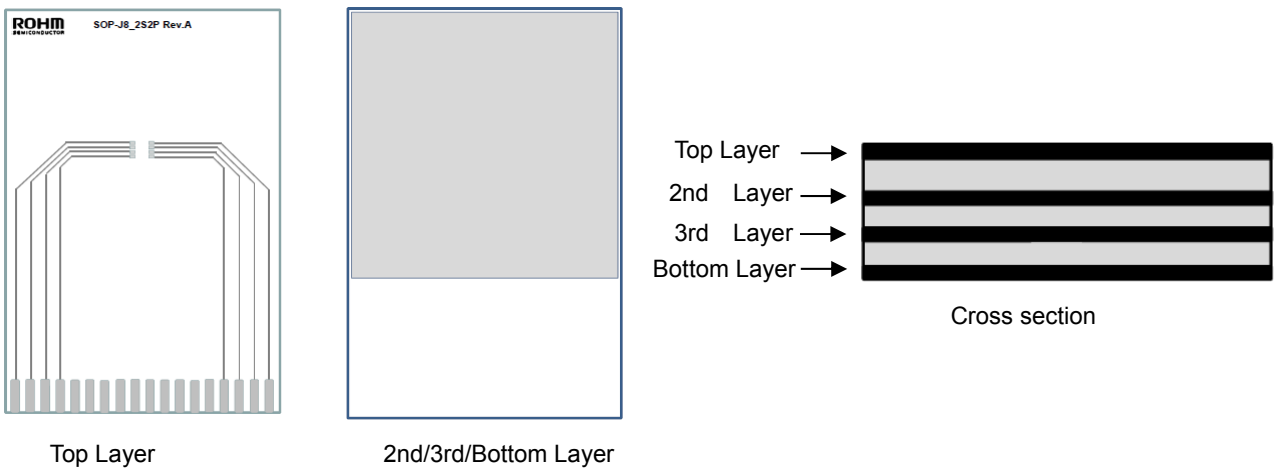 ROHM
SEMICONDUCTOR
SOP-J8_2S2P Rev.A
Top Layer
2nd/3rd/Bottom Layer
Top Layer
2nd Layer
3rd Layer
Bottom Layer
Cross section